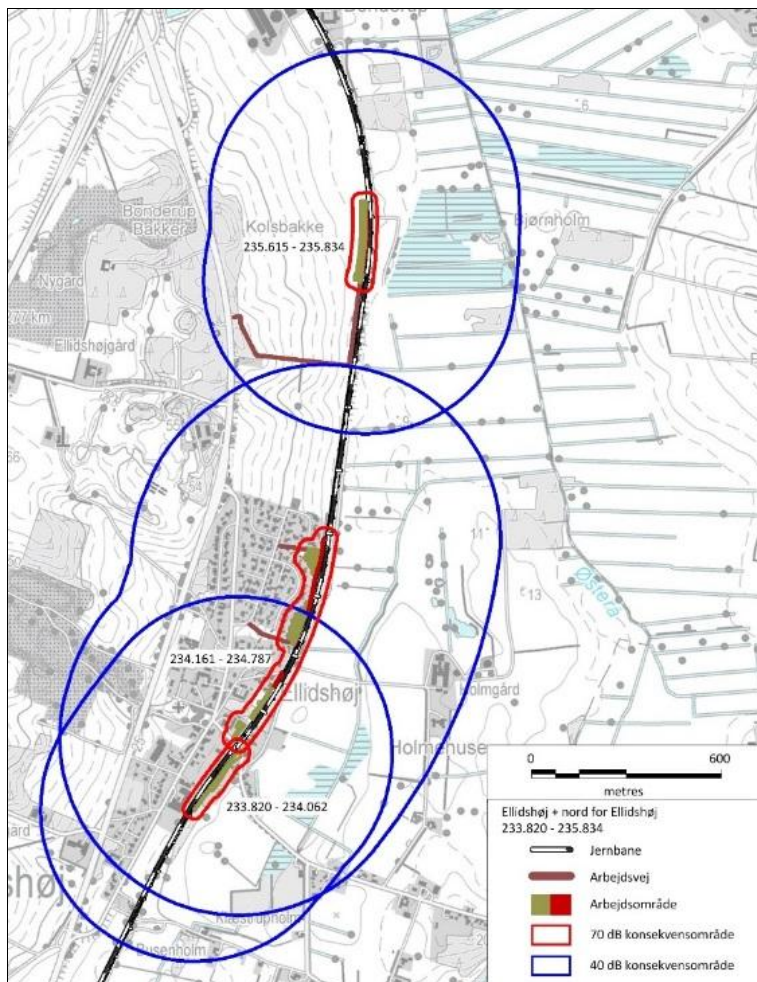 Bonderup
Bonderup
Bakker
Kolsbakke
235.615 - 235.834
Bjørnholm
Nygård
277 km
Ellidshøjgård
Østerå
13
234.161 - 234.787
Ellidshøj
Holmgård
Holmehuse
233.820 - 234.062
Klæstrupholm
Busenholm
0 600
metres
Ellidshøj + nord for Ellidshøj
233.820 - 235.834
Jernbane
Arbejdsvej
Arbejdsområde
70 dB konsekvensområde
40 dB konsekvensområde